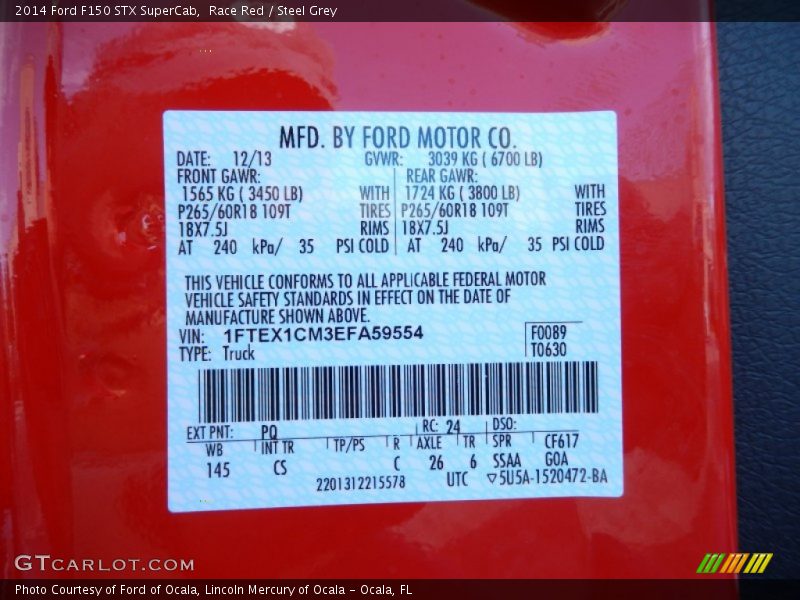 2014 Ford F150 STX SuperCab,  Race Red / Steel Grey
MFD. BY FORD MOTOR CO.
DATE: 12/13 GVWR: 3039 KG ( 6700 LB)
FRONT GAWR: REAR GAWR:
1565 KG ( 3450 LB) WITH 1724 KG ( 3800 LB) WITH
P265/60R18 109T TIRES P265/60R18 109T TIRES
18X7.5J RIMS 18X7.5J RIMS
AT 240 kPa/ 35 PSI COLD AT 240 kPa/ 35 PSI COLD
THIS VEHICLE CONFORMS TO ALL APPLICABLE FEDERAL MOTOR
VEHICLE SAFETY STANDARDS IN EFFECT ON THE DATE OF
MANUFACTURE SHOWN ABOVE.
VIN: 1FTEX1CM3EFA59554 F0089
TYPE: Truck T0630
EXT PNT: PQ RC: 24 DSO:
WB INT TR TP/PS R AXLE TR SPR CF617
145 CS C 26 6 SSAA GOA
2201312215578 UTC ▽5U5A-1520472-BA
GTCARLOT.COM
Photo Courtesy of Ford of Ocala, Lincoln Mercury of Ocala - Ocala, FL